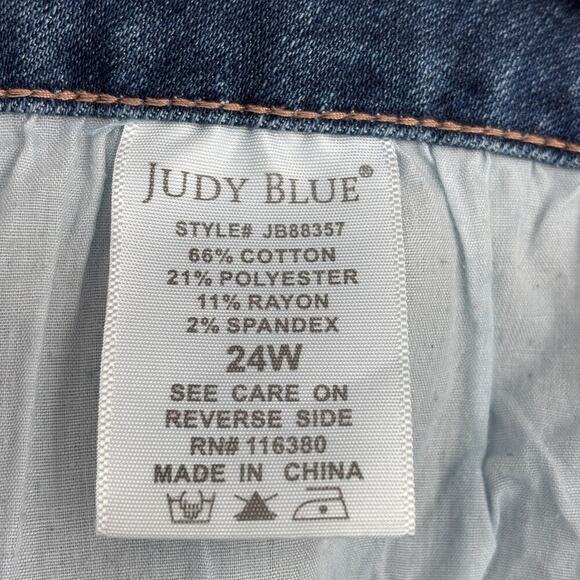 JUDY BLUE®
STYLE# JB88357
66% COTTON
21% POLYESTER
11% RAYON
2% SPANDEX
24W
SEE CARE ON
REVERSE SIDE
RN# 116380
MADE IN CHINA